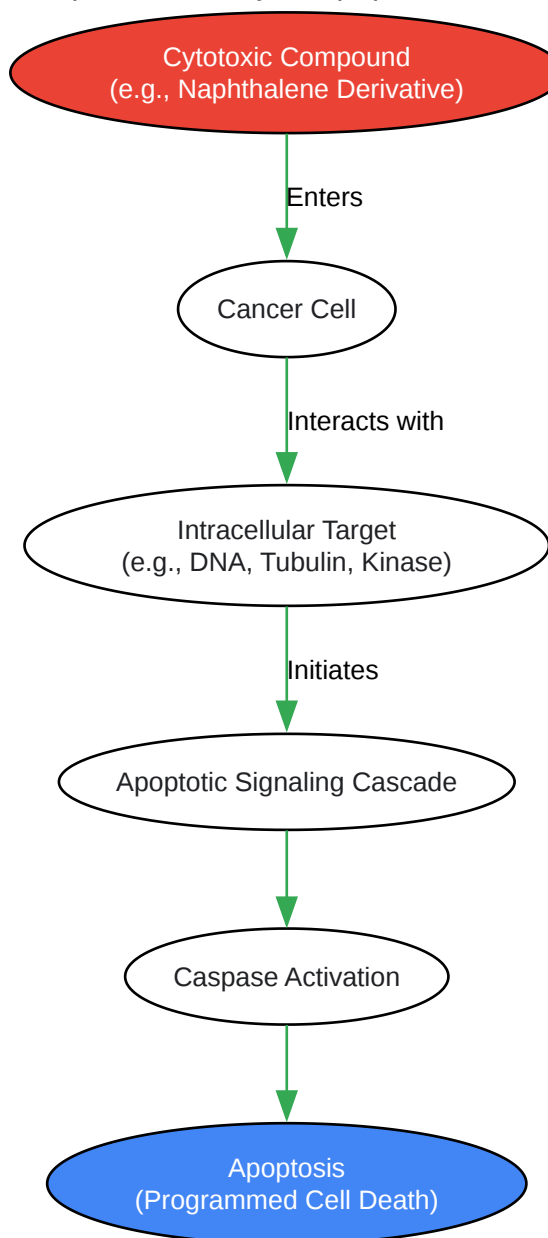 Cytotoxic Compound
(e.g., Naphthalene Derivative)
Enters
Cancer Cell
Interacts with
Intracellular Target
(e.g., DNA, Tubulin, Kinase)
Initiates
Apoptotic Signaling Cascade
Caspase Activation
Apoptosis
(Programmed Cell Death)